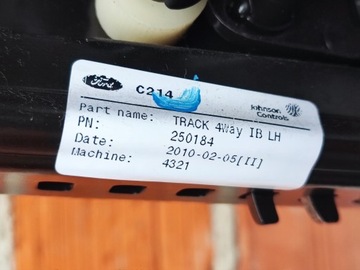 Ford C214 Johnson Controls
Part name: TRACK 4Way IB LH
PN: 250184
Date: 2010-02-05[II]
Machine: 4321